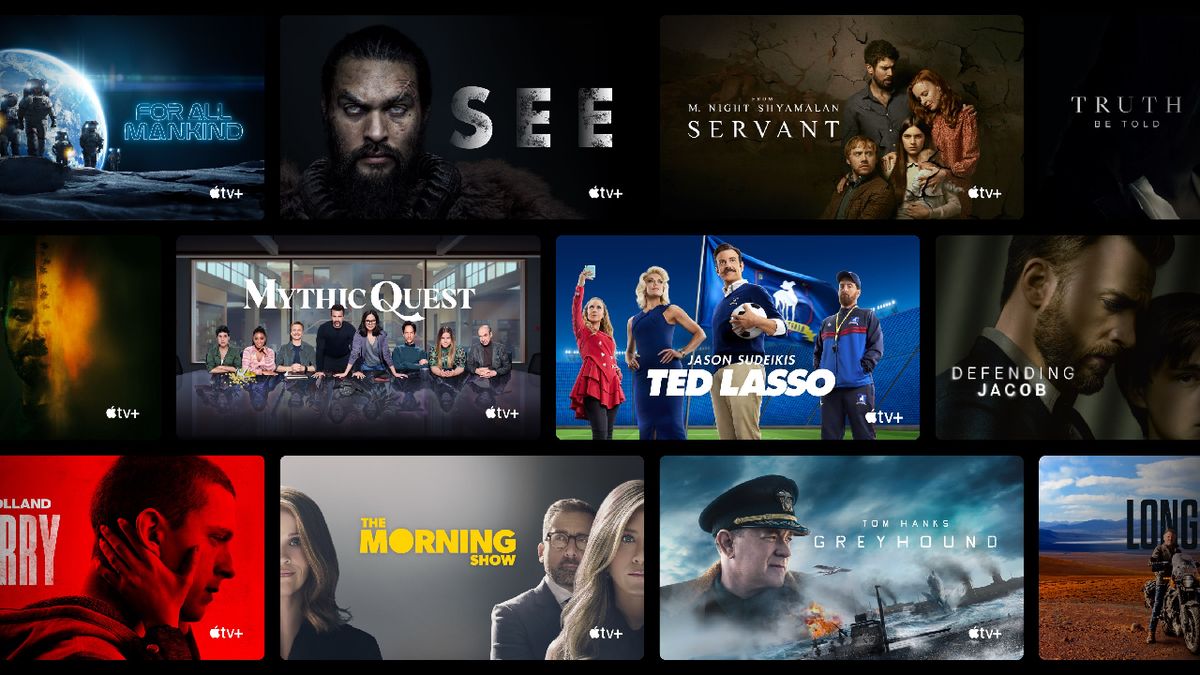 FOR ALL
MANKIND
tv+
SEE
tv+
FROM
M. NIGHT SHYAMALAN
SERVANT
tv+
TRUTH
BE TOLD
tv+
MYTHIC QUEST
tv+
JASON SUDEIKIS
TED LASSO
tv+
DEFENDING
JACOB
OLLAND
RRY
tv+
THE
MORNING
SHOW
tv+
TOM HANKS
GREYHOUND
tv+
LONG